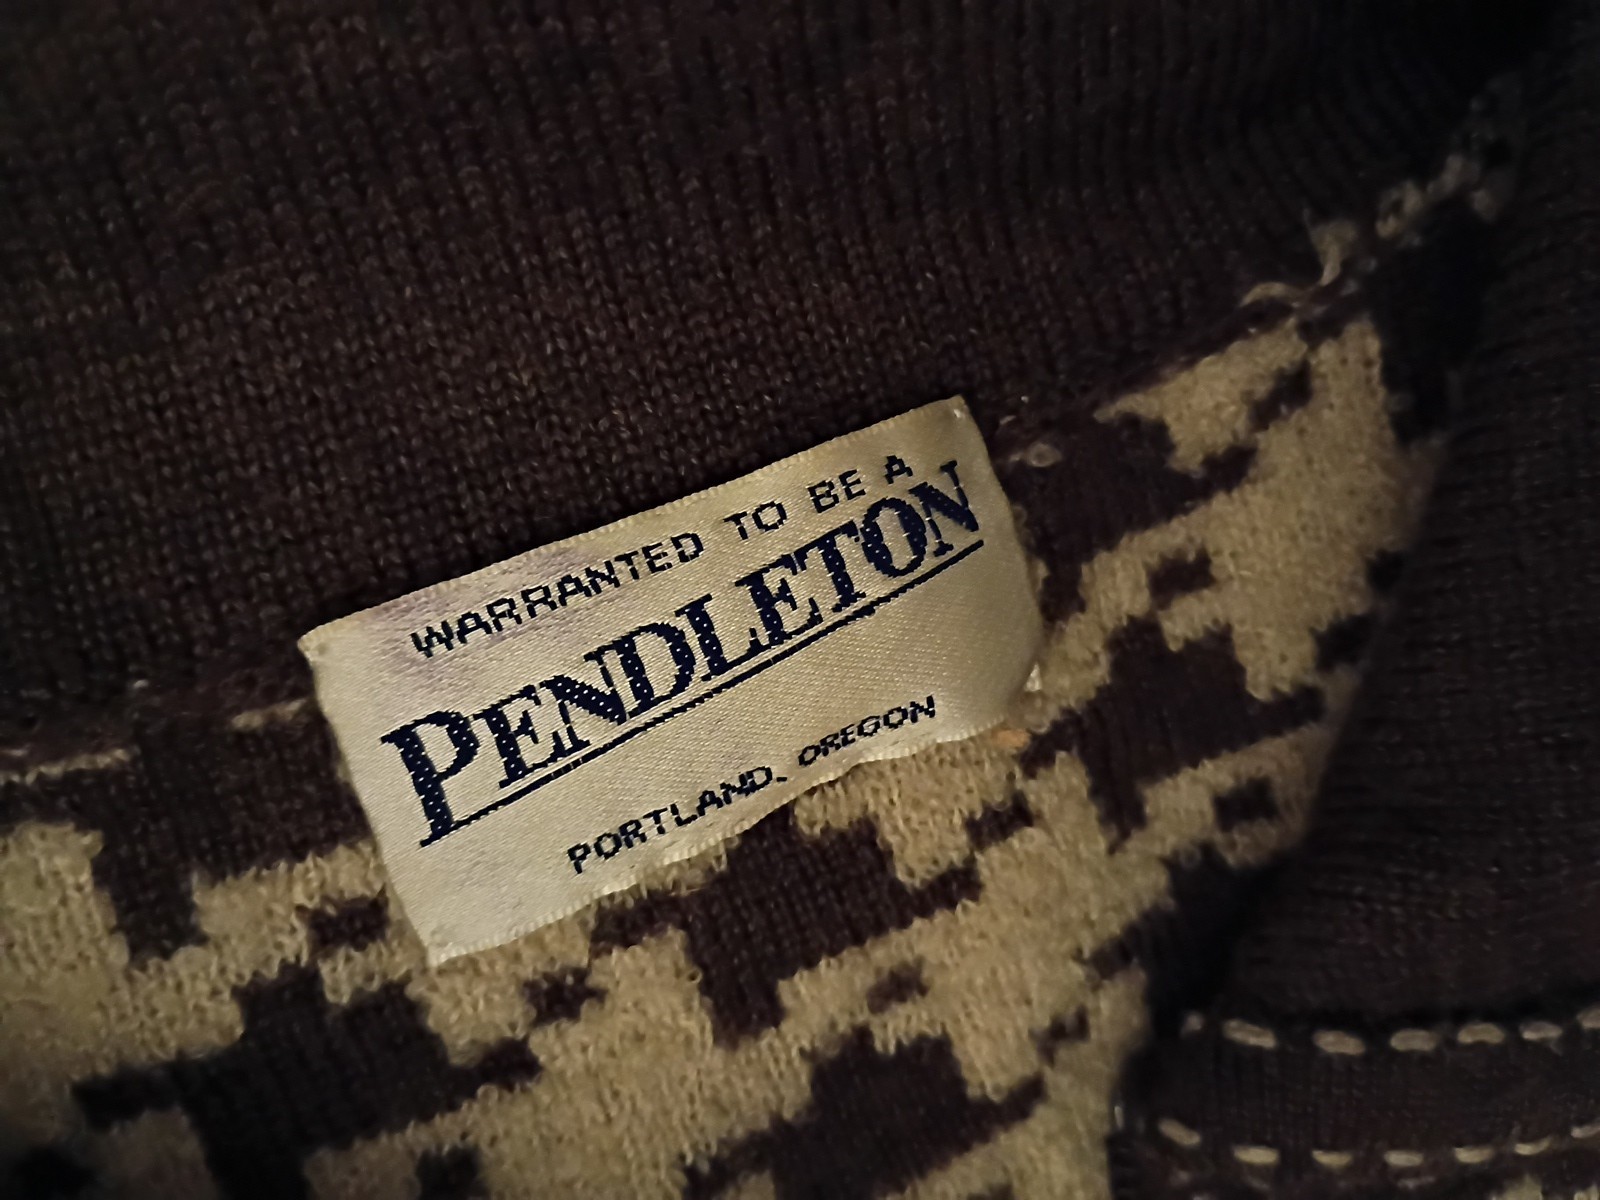 WARRANTED TO BE A
PENDLETON
PORTLAND, OREGON